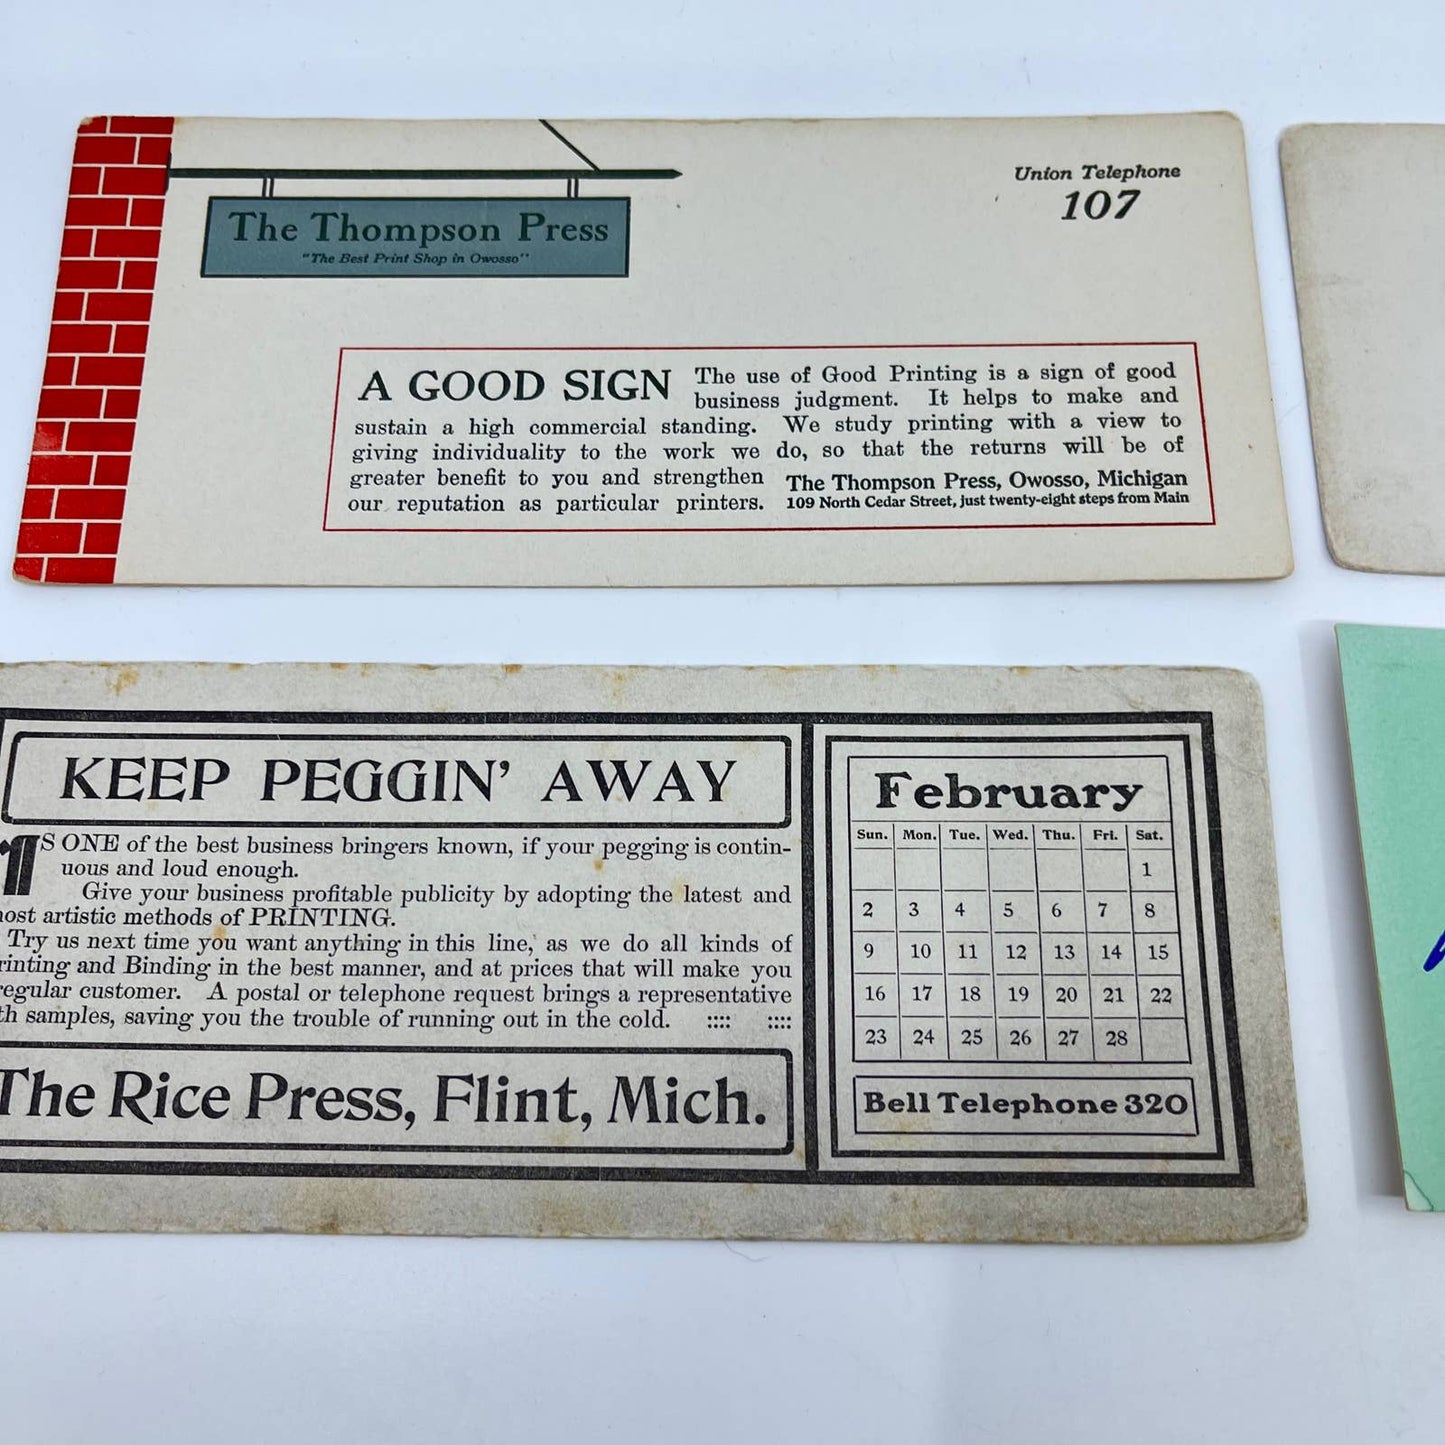 The Thompson Press
"The Best Print Shop in Owosso"
Union Telephone
107
A GOOD SIGN The use of Good Printing is a sign of good
business judgment. It helps to make and
sustain a high commercial standing. We study printing with a view to
giving individuality to the work we do, so that the returns will be of
greater benefit to you and strengthen
our reputation as particular printers.
The Thompson Press, Owosso, Michigan
109 North Cedar Street, just twenty-eight steps from Main
KEEP PEGGIN' AWAY
'TS ONE of the best business bringers known, if your pegging is contin-
uous and loud enough.
Give your business profitable publicity by adopting the latest and
ost artistic methods of PRINTING.
Try us next time you want anything in this line, as we do all kinds of
rinting and Binding in the best manner, and at prices that will make you
regular customer. A postal or telephone request brings a representative
th samples, saving you the trouble of running out in the cold. :::: ::::
The Rice Press, Flint, Mich.
February
Sun. Mon. Tue. Wed. Thu. Fri. Sat.
1
2 3 4 5 6 7 8
9 10 11 12 13 14 15
16 17 18 19 20 21 22
23 24 25 26 27 28
Bell Telephone 320